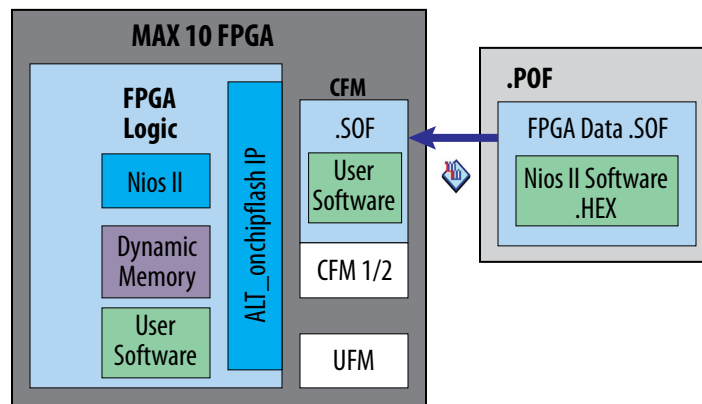 MAX 10 FPGA
FPGA
Logic
Nios II
Dynamic
Memory
User
Software
ALT_onchipflash IP
CFM
.SOF
User
Software
CFM 1/2
UFM
.POF
FPGA Data .SOF
Nios II Software
.HEX